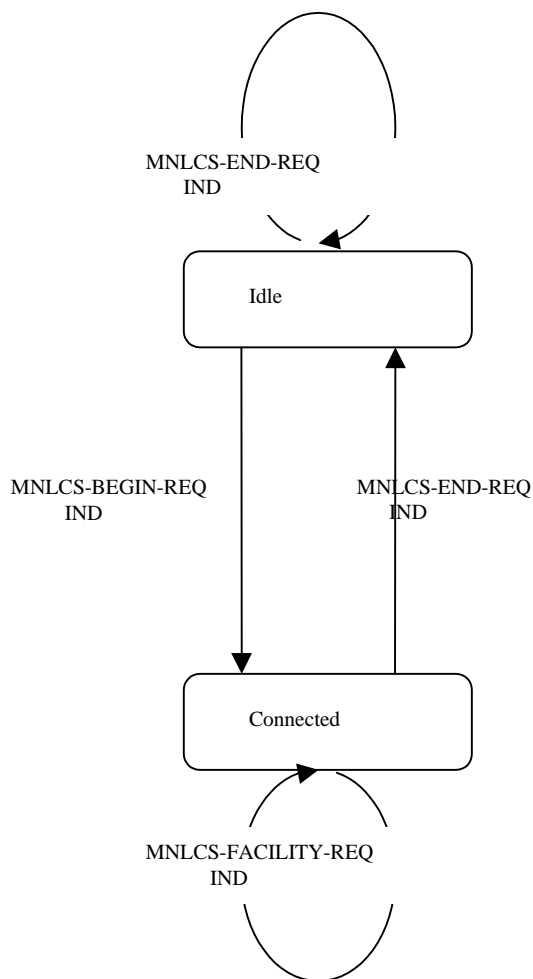 MNLCS-END-REQ
IND
Idle
MNLCS-BEGIN-REQ
IND
MNLCS-END-REQ
IND
Connected
MNLCS-FACILITY-REQ
IND